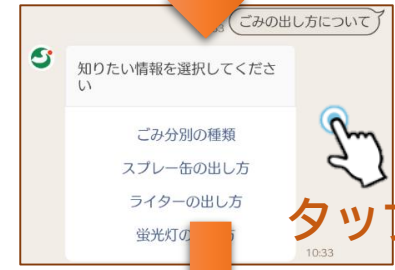 ごみの出し方について
知りたい情報を選択してくださ
い
ごみ分別の種類
スプレー缶の出し方
ライターの出し方
蛍光灯の
タッ
10:33